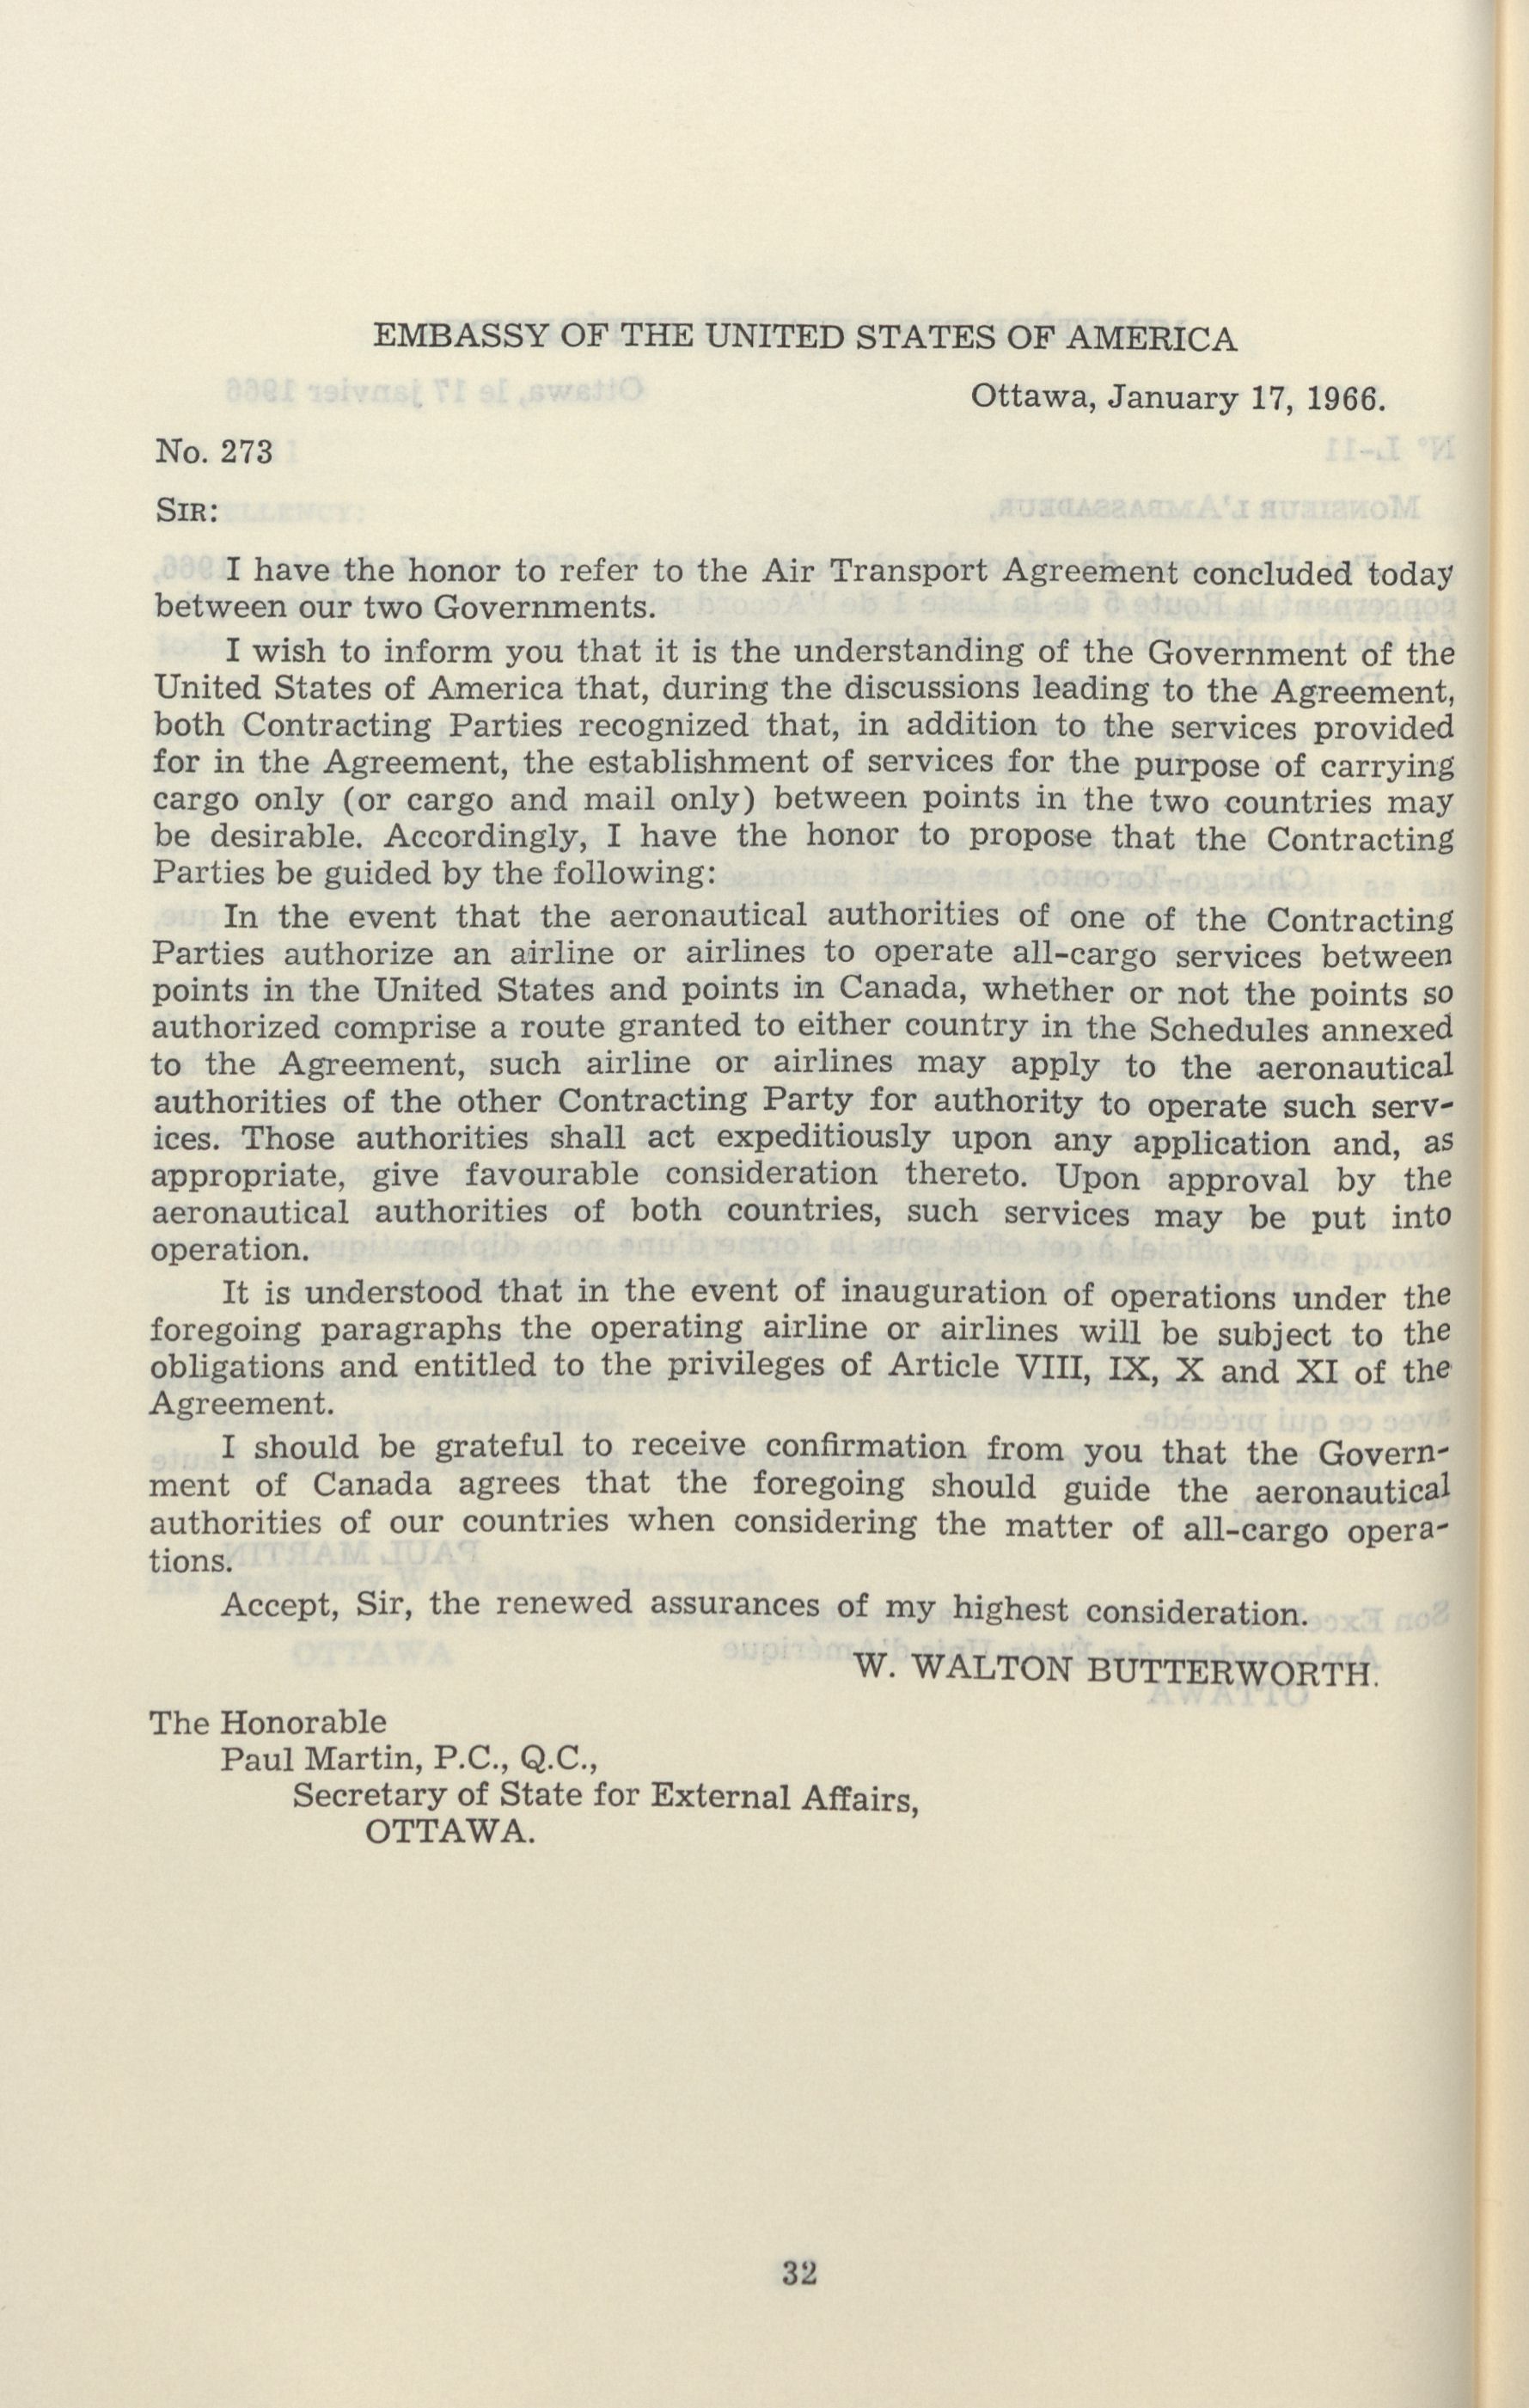 EMBASSY OF THE UNITED STATES OF AMERICA
Ottawa, January 17, 1966.
No. 273
SIR:
I have the honor to refer to the Air Transport Agreement concluded today
between our two Governments.
I wish to inform you that it is the understanding of the Government of the
United States of America that, during the discussions leading to the Agreement,
both Contracting Parties recognized that, in addition to the services provided
for in the Agreement, the establishment of services for the purpose of carrying
cargo only (or cargo and mail only) between points in the two countries may
be desirable. Accordingly, I have the honor to propose that the Contracting
Parties be guided by the following:
In the event that the aeronautical authorities of one of the Contracting
Parties authorize an airline or airlines to operate all-cargo services between
points in the United States and points in Canada, whether or not the points so
authorized comprise a route granted to either country in the Schedules annexed
to the Agreement, such airline or airlines may apply to the aeronautical
authorities of the other Contracting Party for authority to operate such serv-
ices. Those authorities shall act expeditiously upon any application and, as
appropriate, give favourable consideration thereto. Upon approval by the
aeronautical authorities of both countries, such services may be put into
operation.
It is understood that in the event of inauguration of operations under the
foregoing paragraphs the operating airline or airlines will be subject to the
obligations and entitled to the privileges of Article VIII, IX, X and XI of the
Agreement.
I should be grateful to receive confirmation from you that the Govern-
ment of Canada agrees that the foregoing should guide the aeronautical
authorities of our countries when considering the matter of all-cargo opera-
tions.
Accept, Sir, the renewed assurances of my highest consideration.
W. WALTON BUTTERWORTH.
The Honorable
Paul Martin, P.C., Q.C.,
Secretary of State for External Affairs,
OTTAWA.
32